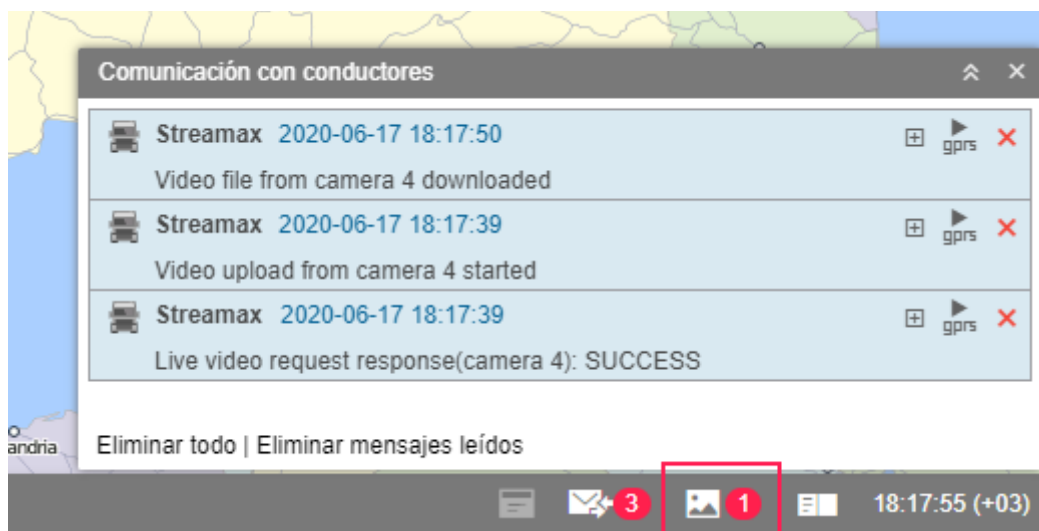 Comunicación con conductores
Streamax 2020-06-17 18:17:50
gprs
Video file from camera 4 downloaded
Streamax 2020-06-17 18:17:39
gprs
Video upload from camera 4 started
Streamax 2020-06-17 18:17:39
gprs
Live video request response(camera 4): SUCCESS
andria
Eliminar todo | Eliminar mensajes leídos
3 1 18:17:55 (+03)